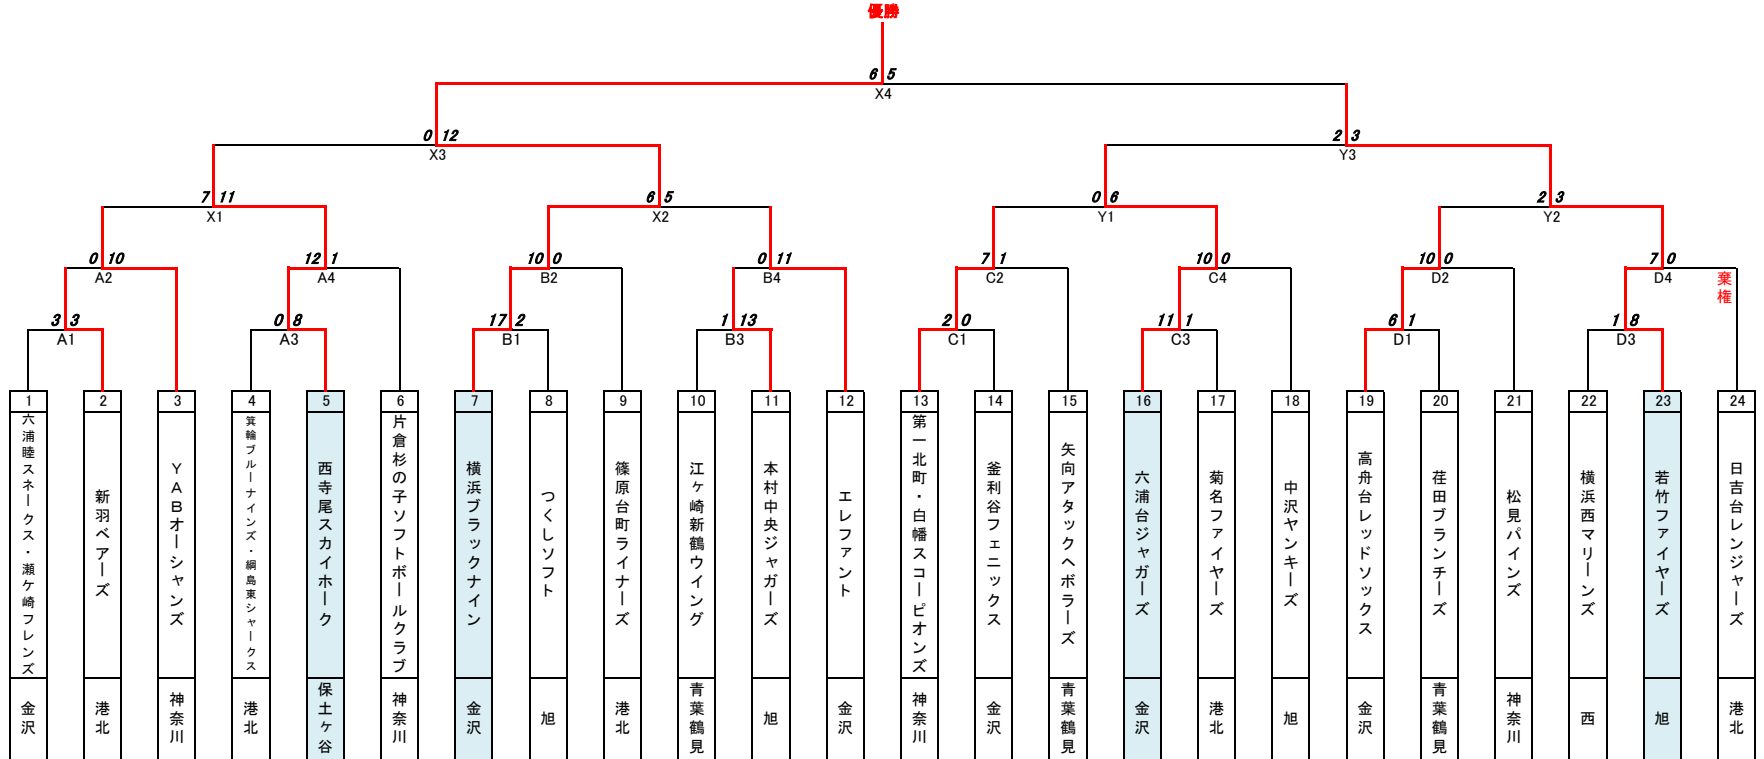 優勝
6 5
X4
0 12
X3
2 3
Y3
7 11
X1
6 5
X2
0 6
Y1
2 3
Y2
0 10
A2
12 1
A4
10 0
B2
0 11
B4
7 1
C2
10 0
C4
10 0
D2
7 0
D4
棄権
3 3
A1
0 8
A3
17 2
B1
1 13
B3
2 0
C1
11 1
C3
6 1
D1
1 8
D3
1
六浦睦スネークス・瀬ケ崎フレンズ
金沢
2
新羽ベアーズ
港北
3
YABオーシャンズ
神奈川
4
箕輪ブルーナインズ・綱島東シャークス
港北
5
西寺尾スカイホーク
保土ヶ谷
6
片倉杉の子ソフトボールクラブ
神奈川
7
横浜ブラックナイン
金沢
8
つくしソフト
旭
9
篠原台町ライナーズ
港北
10
江ヶ崎新鶴ウイング
青葉鶴見
11
本村中央ジャガーズ
旭
12
エレファント
金沢
13
第一北町・白幡スコーピオンズ
神奈川
14
釜利谷フェニックス
金沢
15
矢向アタックヘボラーズ
青葉鶴見
16
六浦台ジャガーズ
金沢
17
菊名ファイヤーズ
港北
18
中沢ヤンキーズ
旭
19
高舟台レッドソックス
金沢
20
荏田ブランチーズ
青葉鶴見
21
松見パインズ
神奈川
22
横浜西マリーンズ
西
23
若竹ファイヤーズ
旭
24
日吉台レンジャーズ
港北